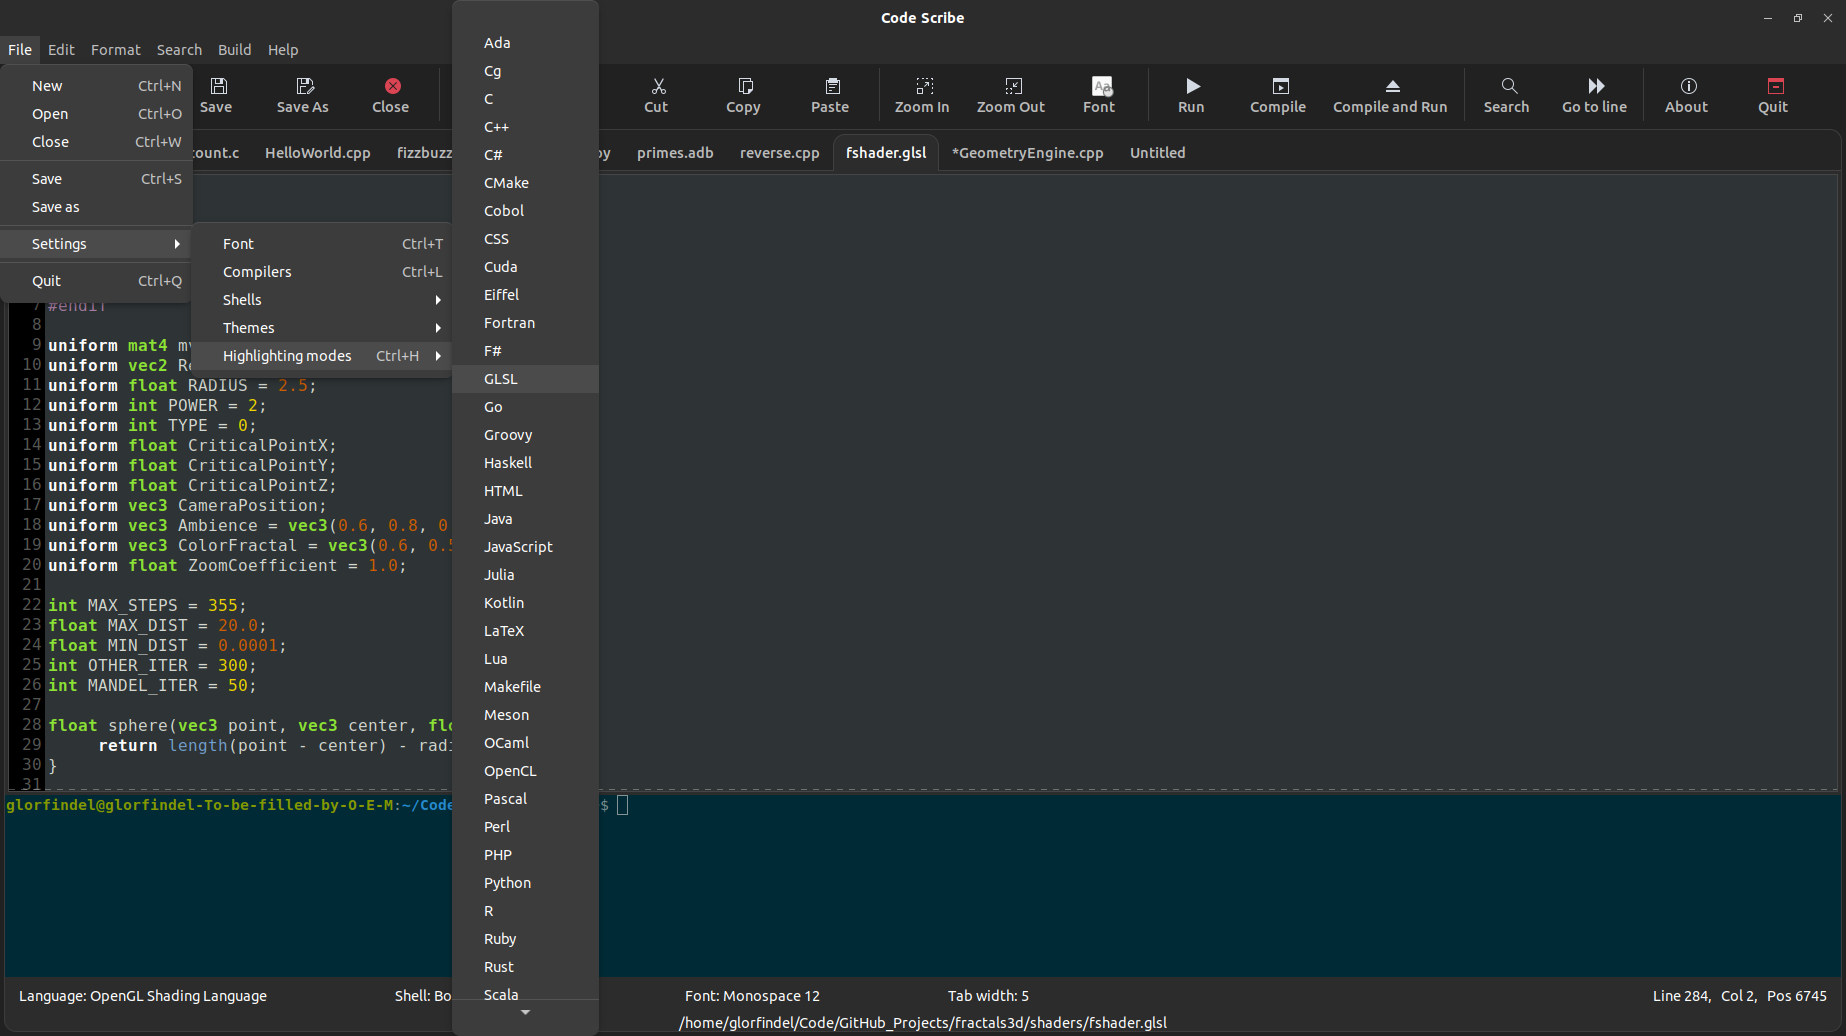 Code Scribe
File Edit Format Search Build Help
New Ctrl+N
Open Ctrl+O
Close Ctrl+W
Save Ctrl+S
Save as
Settings
Quit Ctrl+Q
Save Save As Close Cut Copy Paste Zoom In Zoom Out Font Run Compile Compile and Run Search Go to line About Quit
ount.c HelloWorld.cpp fizzbuzz py primes.adb reverse.cpp fshader.glsl *GeometryEngine.cpp Untitled
Font Ctrl+T
Compilers Ctrl+L
Shells
Themes
Highlighting modes Ctrl+H
Ada
Cg
C
C++
C#
CMake
Cobol
CSS
Cuda
Eiffel
Fortran
F#
GLSL
Go
Groovy
Haskell
HTML
Java
JavaScript
Julia
Kotlin
LaTeX
Lua
Makefile
Meson
OCaml
OpenCL
Pascal
Perl
PHP
Python
R
Ruby
Rust
Scala
7 #endif
8
9 uniform mat4 mv
10 uniform vec2 Re
11 uniform float RADIUS = 2.5;
12 uniform int POWER = 2;
13 uniform int TYPE = 0;
14 uniform float CriticalPointX;
15 uniform float CriticalPointY;
16 uniform float CriticalPointZ;
17 uniform vec3 CameraPosition;
18 uniform vec3 Ambience = vec3(0.6, 0.8, 0
19 uniform vec3 ColorFractal = vec3(0.6, 0.5
20 uniform float ZoomCoefficient = 1.0;
21
22 int MAX_STEPS = 355;
23 float MAX_DIST = 20.0;
24 float MIN_DIST = 0.0001;
25 int OTHER_ITER = 300;
26 int MANDEL_ITER = 50;
27
28 float sphere(vec3 point, vec3 center, flo
29 return length(point - center) - radi
30 }
31
glorfindel@glorfindel-To-be-filled-by-O-E-M:~/Code $
Language: OpenGL Shading Language Shell: Bo Font: Monospace 12 Tab width: 5 Line 284, Col 2, Pos 6745
/home/glorfindel/Code/GitHub_Projects/fractals3d/shaders/fshader.glsl